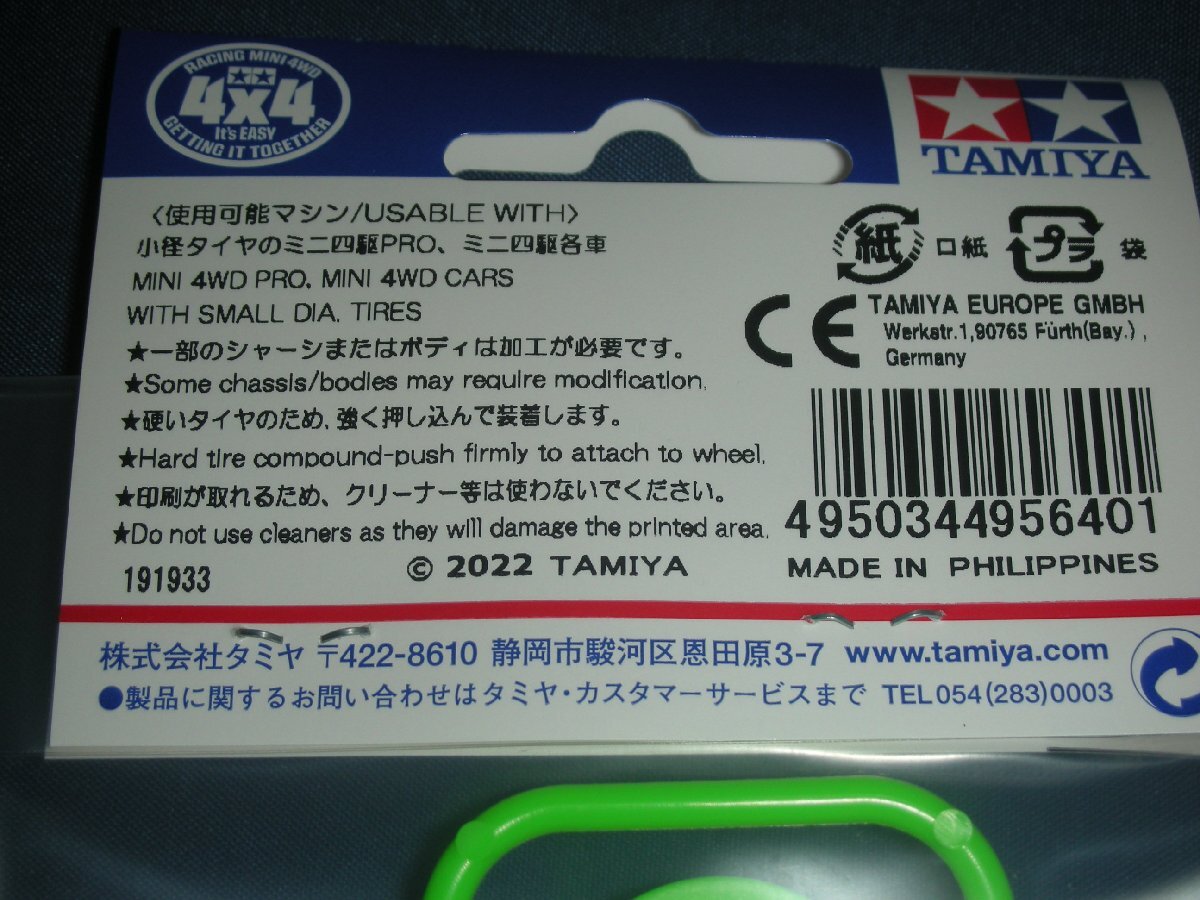 RACING MINI 4WD
4x4
It's EASY
GETTING IT TOGETHER
TAMIYA
〈使用可能マシン/USABLE WITH〉
小径タイヤのミニ四駆PRO、ミニ四駆各車
MINI 4WD PRO, MINI 4WD CARS
WITH SMALL DIA. TIRES
★一部のシャーシまたはボディは加工が必要です。
★Some chassis/bodies may require modification.
★硬いタイヤのため、強く押し込んで装着します。
★Hard tire compound-push firmly to attach to wheel.
★印刷が取れるため、クリーナー等は使わないでください。
★Do not use cleaners as they will damage the printed area.
191933
© 2022 TAMIYA
紙 口紙 プラ 袋
CE TAMIYA EUROPE GMBH
Werkstr.1,90765 Fürth(Bay.),
Germany
4950344956401
MADE IN PHILIPPINES
株式会社タミヤ 〒422-8610 静岡市駿河区恩田原3-7 www.tamiya.com
●製品に関するお問い合わせはタミヤ・カスタマーサービスまで TEL054(283)0003